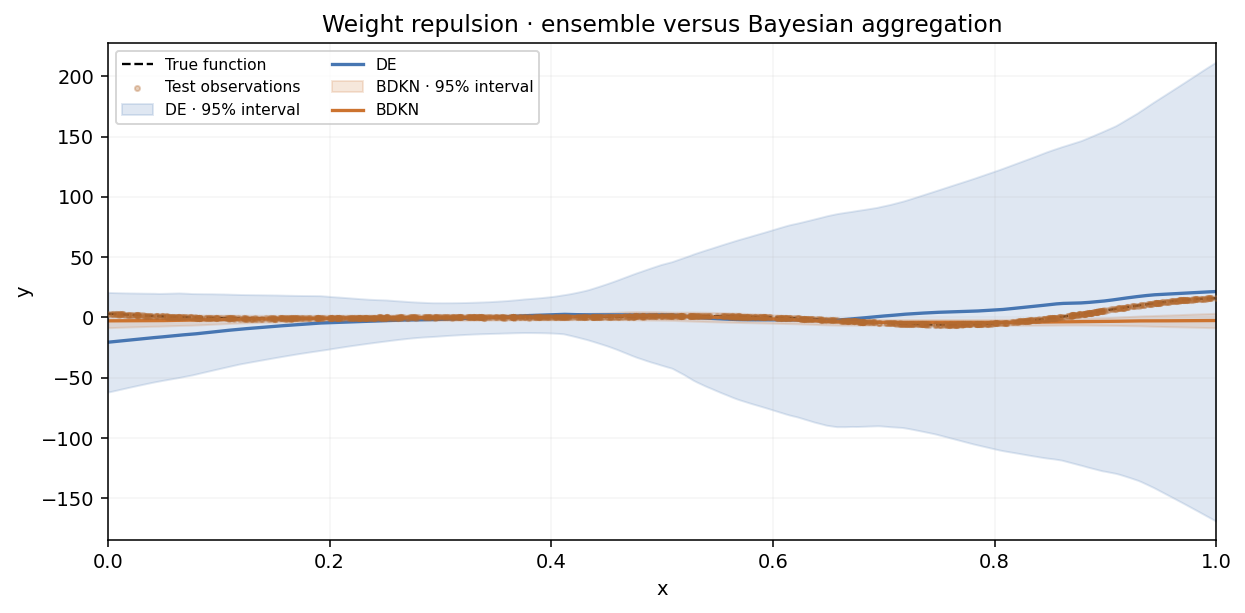 Weight repulsion · ensemble versus Bayesian aggregation
True function
Test observations
DE · 95% interval
DE
BDKN · 95% interval
BDKN
y
200
150
100
50
0
−50
−100
−150
0.0
0.2
0.4
0.6
0.8
1.0
x